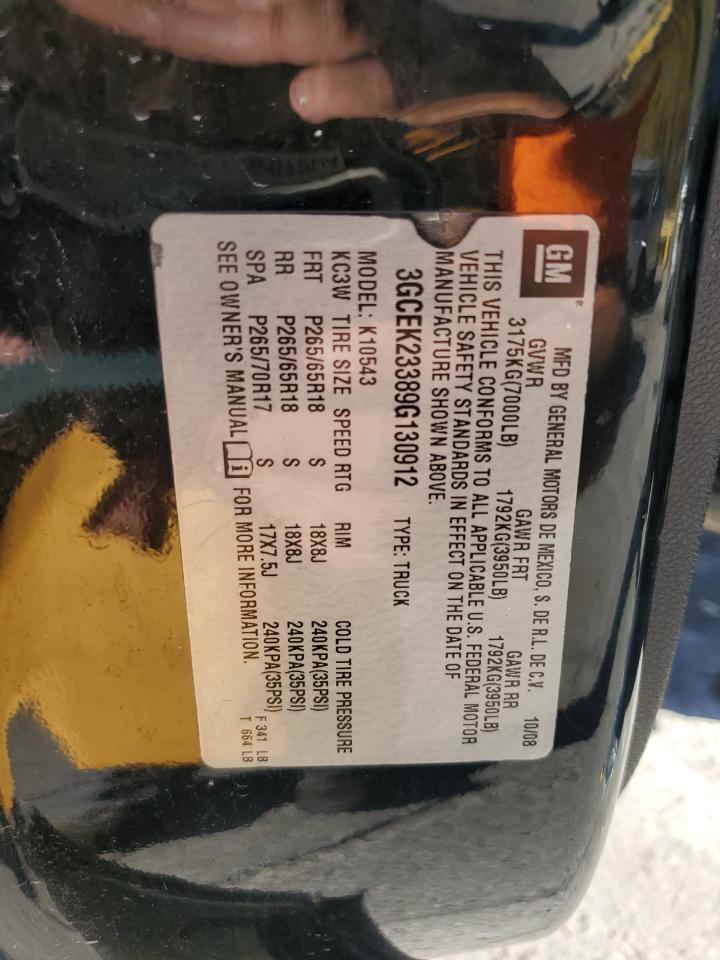 GM
MFD BY GENERAL MOTORS DE MEXICO, S. DE R.L. DE C.V. 10/08
GVWR GAWR FRT GAWR RR
3175KG(7000LB) 1792KG(3950LB) 1792KG(3950LB)
THIS VEHICLE CONFORMS TO ALL APPLICABLE U.S. FEDERAL MOTOR
VEHICLE SAFETY STANDARDS IN EFFECT ON THE DATE OF
MANUFACTURE SHOWN ABOVE.
3GCEK23389G130912 TYPE: TRUCK
MODEL: K10543
KC3W TIRE SIZE SPEED RTG RIM COLD TIRE PRESSURE
FRT P265/65R18 S 18X8J 240KPA(35PSI)
RR P265/65R18 S 18X8J 240KPA(35PSI)
SPA P265/70R17 S 17X7.5J 240KPA(35PSI)
SEE OWNER'S MANUAL FOR MORE INFORMATION.
F 341 LB
T 664 LB